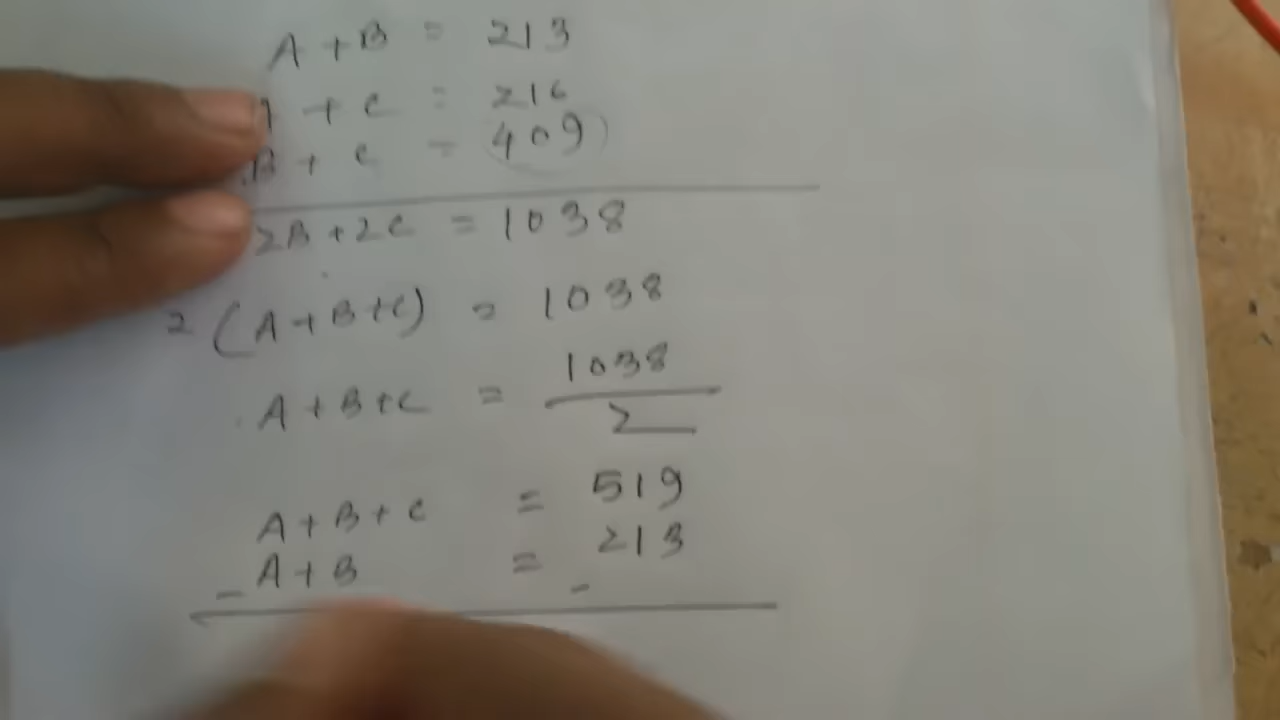 A + B = 213
+ C = 216
B + C = 409
2B + 2C = 1038
2 (A + B + C) = 1038
A + B + C = 1038
2
A + B + C = 519
- A + B = - 213